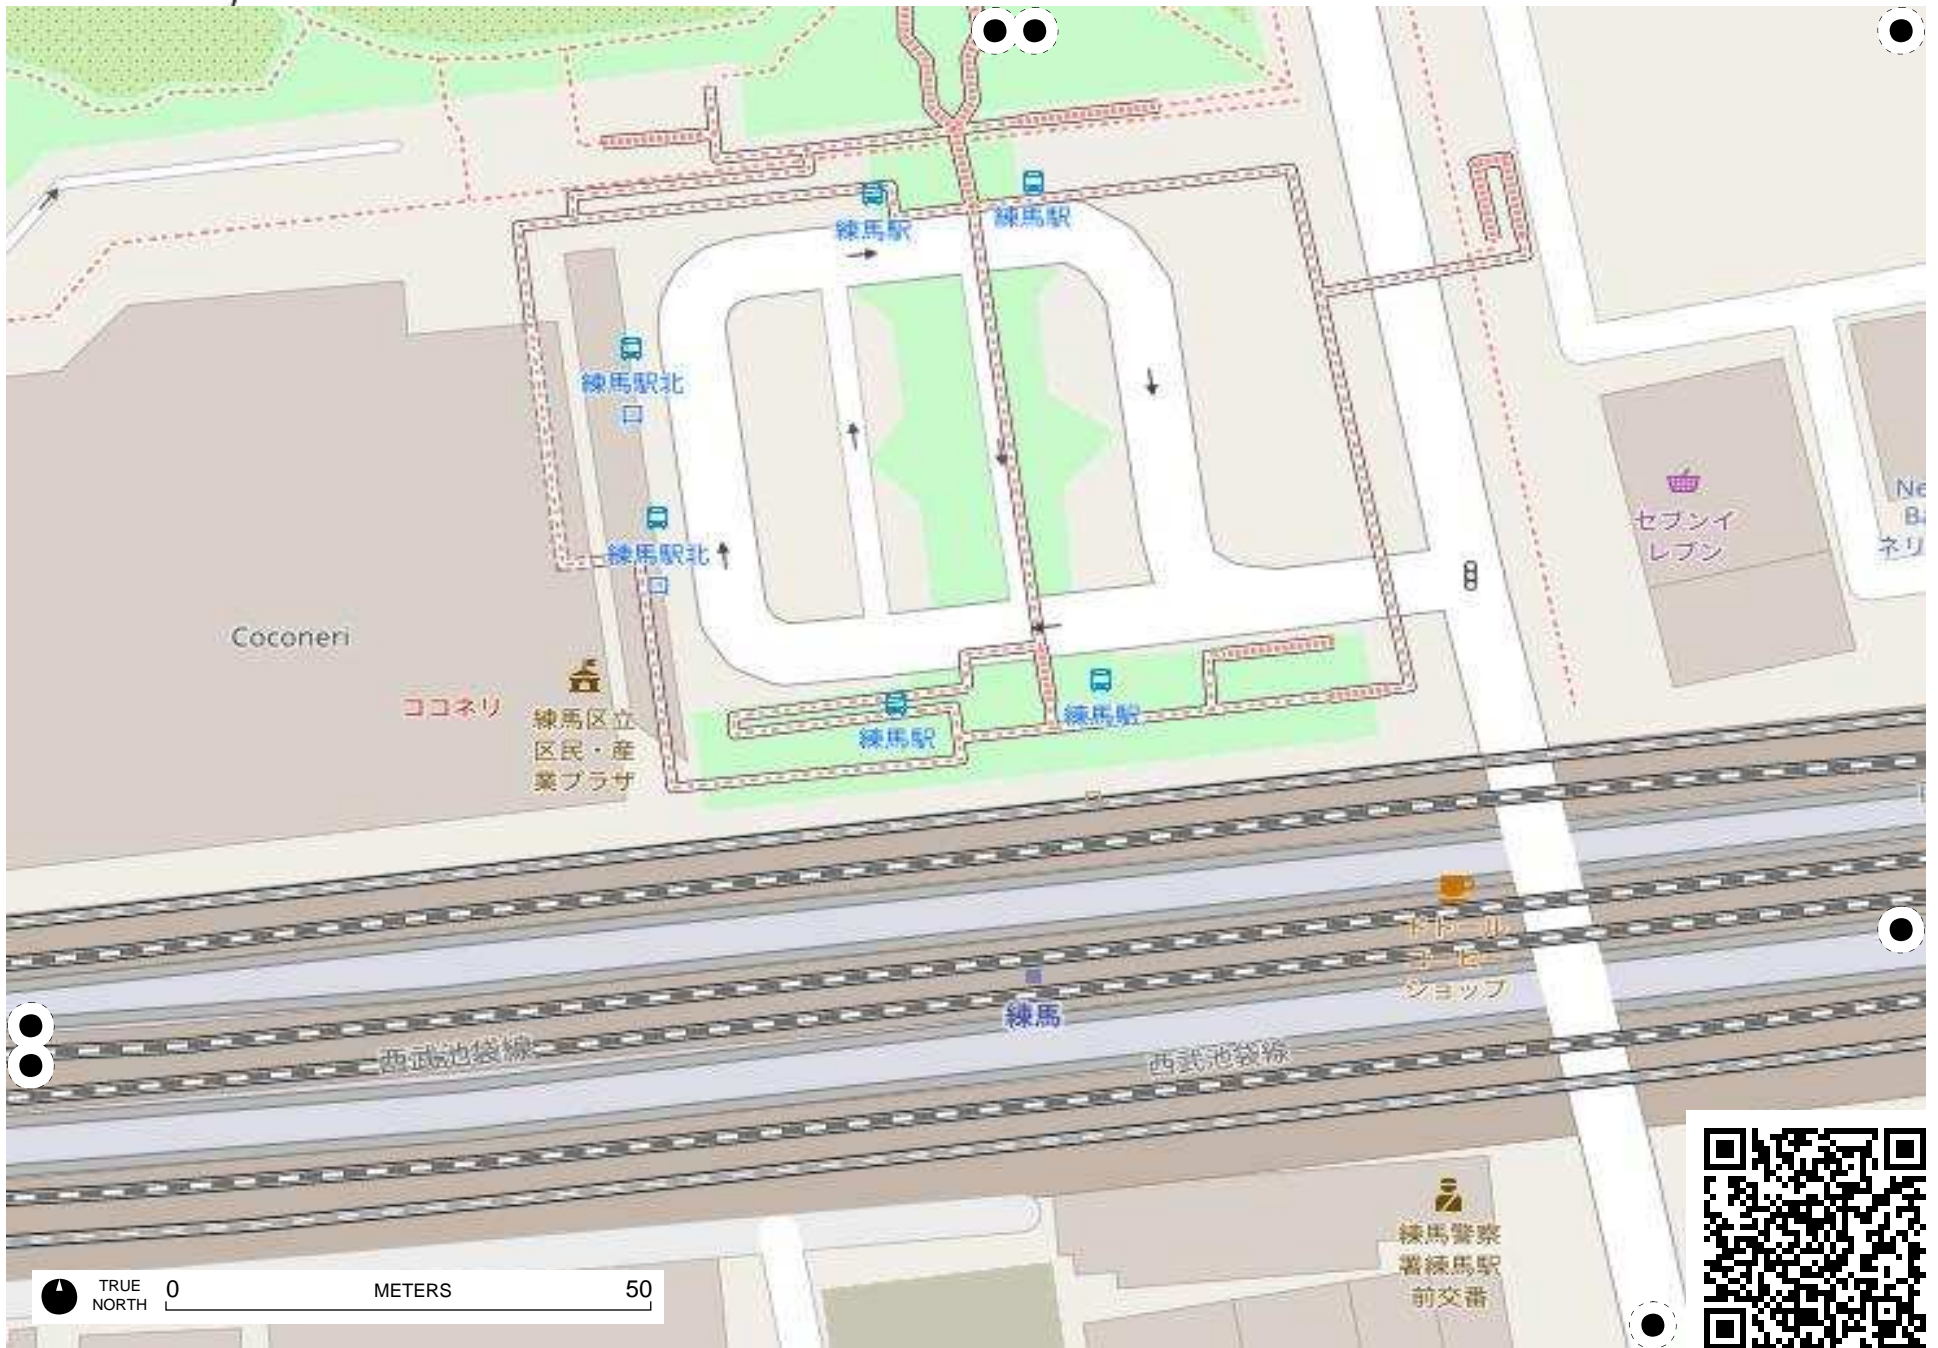 練馬駅
練馬駅
練馬駅北
口
セブンイ
レブン
練馬駅北
口
Coconeri
ココネリ
練馬区立
区民・産
業プラザ
練馬駅
練馬駅
ドトール
コーヒー
ショップ
練馬
西武池袋線
西武池袋線
練馬警察
署練馬駅
前交番
TRUE
NORTH
0 METERS 50